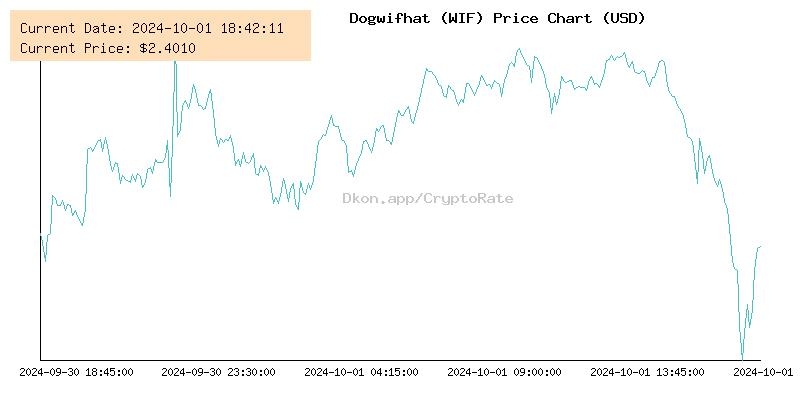 Dogwifhat (WIF) Price Chart (USD)
Current Date: 2024-10-01 18:42:11
Current Price: $2.4010
Dkon.app/CryptoRate
2024-09-30 18:45:00 2024-09-30 23:30:00 2024-10-01 04:15:00 2024-10-01 09:00:00 2024-10-01 13:45:00 2024-10-01